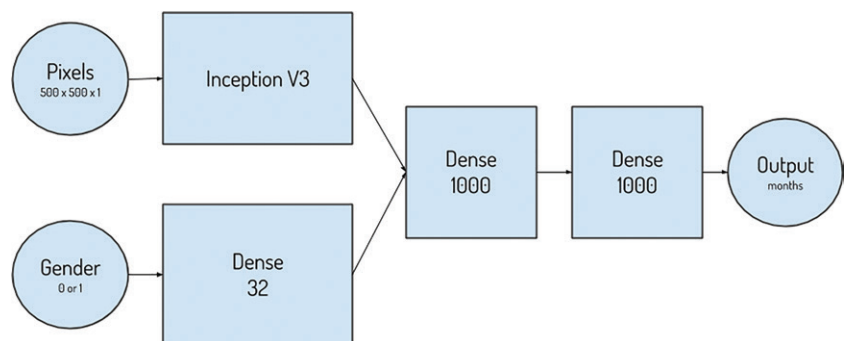 Pixels
500 x 500 x 1
Inception V3
Gender
0 or 1
Dense
32
Dense
1000
Dense
1000
Output
months